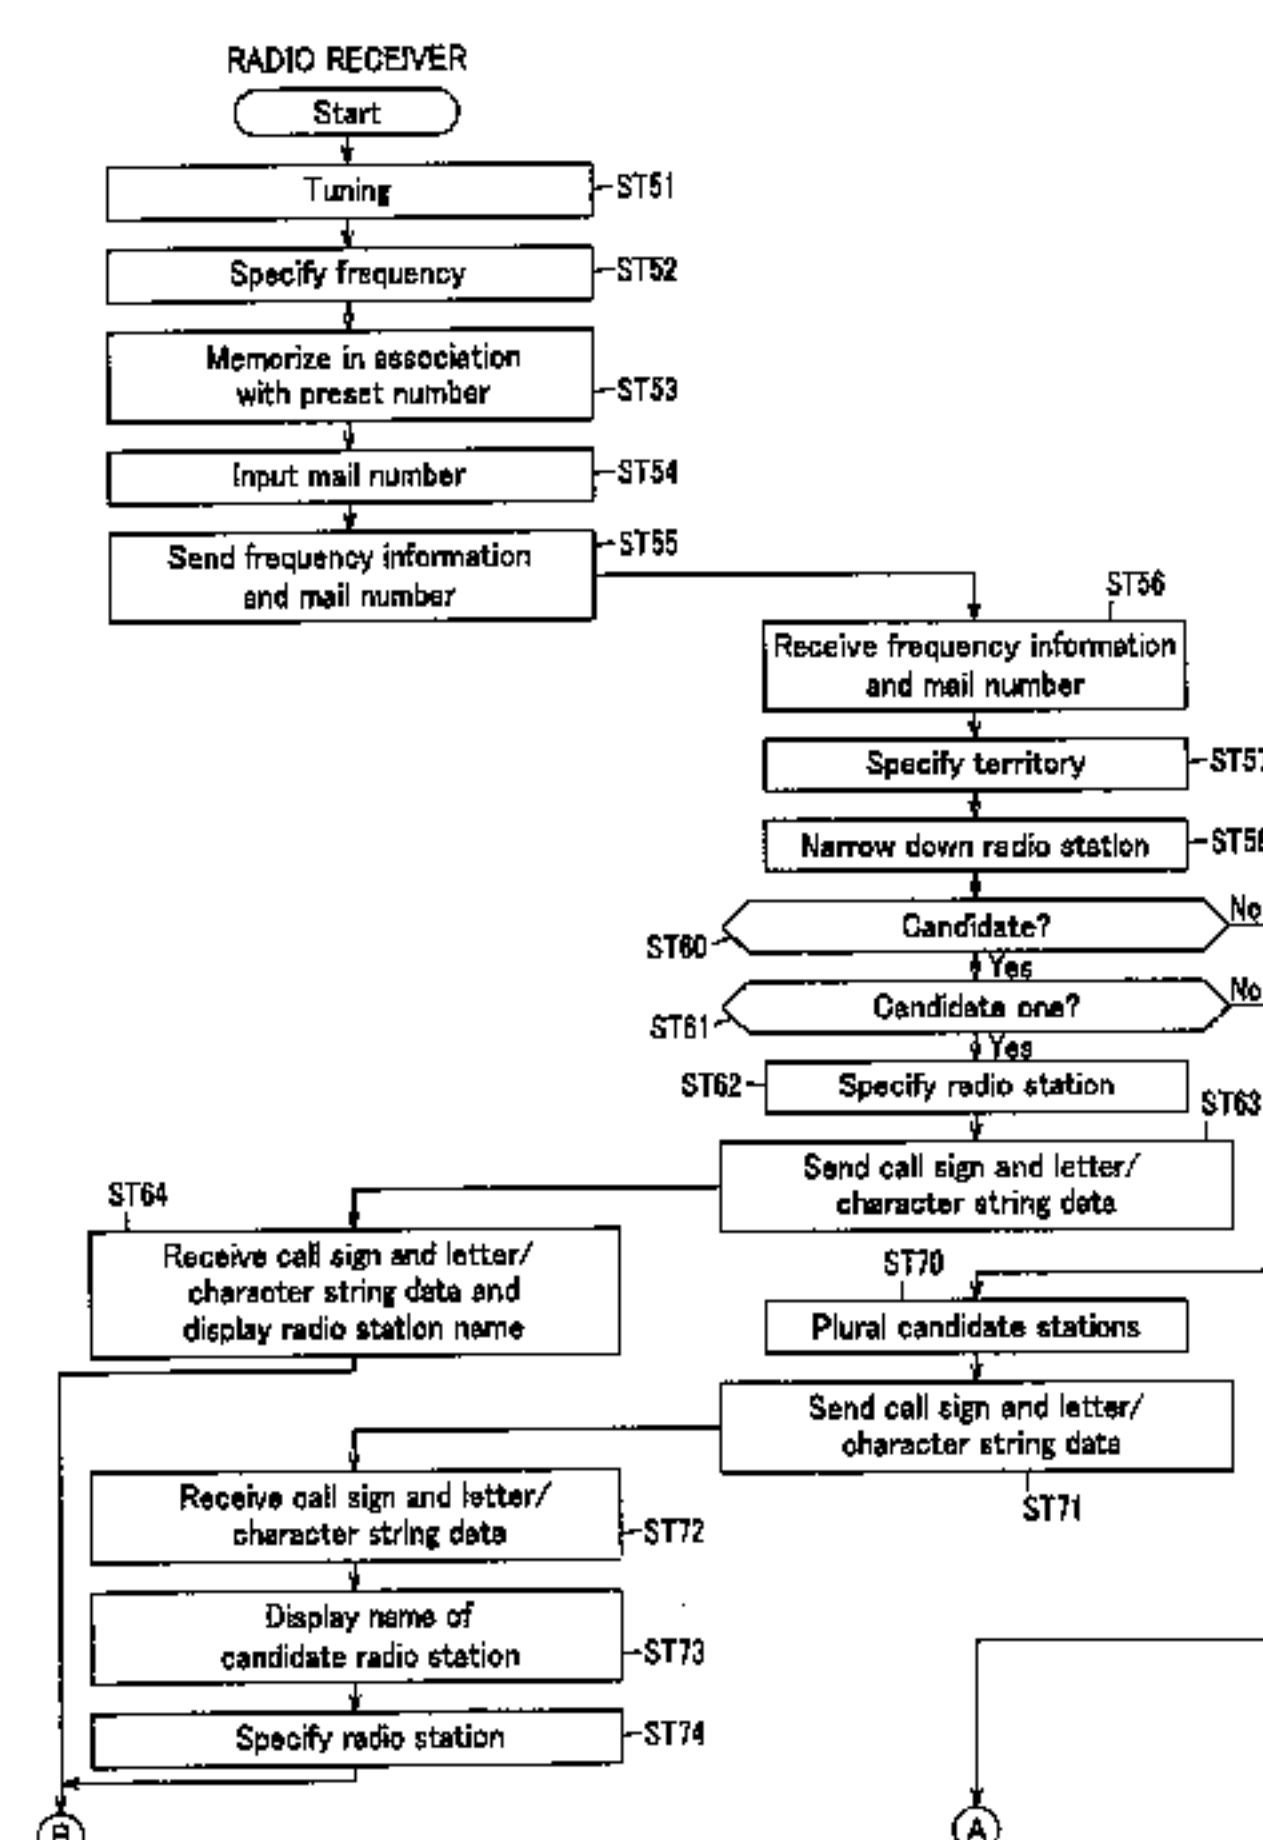 RADIO RECEIVER
Start
Tuning
ST51
Specify frequency
ST52
Memorize in association
with preset number
ST53
Input mail number
ST54
Send frequency information
and mail number
ST55
ST56
Receive frequency information
and mail number
Specify territory
ST57
Narrow down radio station
ST58
Candidate?
No
ST60
Yes
Candidate one?
No
ST61
Yes
Specify radio station
ST62
ST63
Send call sign and letter/
character string data
ST64
Receive call sign and letter/
character string data and
display radio station name
ST70
Plural candidate stations
Send call sign and letter/
character string data
ST71
Receive call sign and letter/
character string data
ST72
Display name of
candidate radio station
ST73
Specify radio station
ST74
B
A